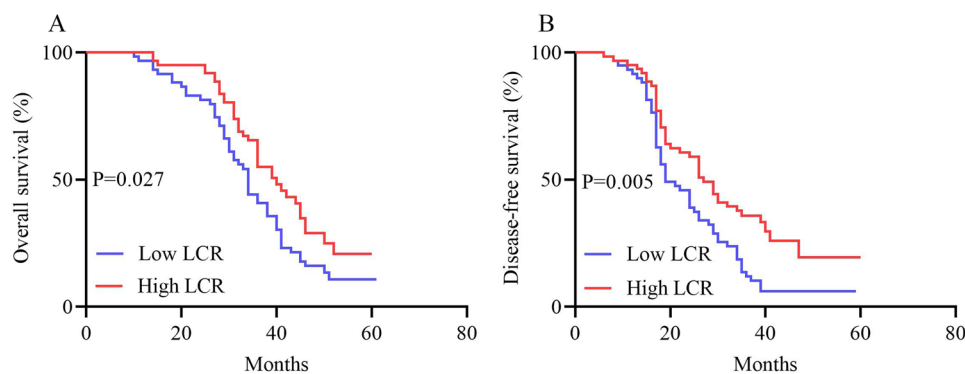 A
Overall survival (%)
100
50
0
P=0.027
Low LCR
High LCR
0 20 40 60 80
Months
B
Disease-free survival (%)
100
50
0
P=0.005
Low LCR
High LCR
0 20 40 60 80
Months